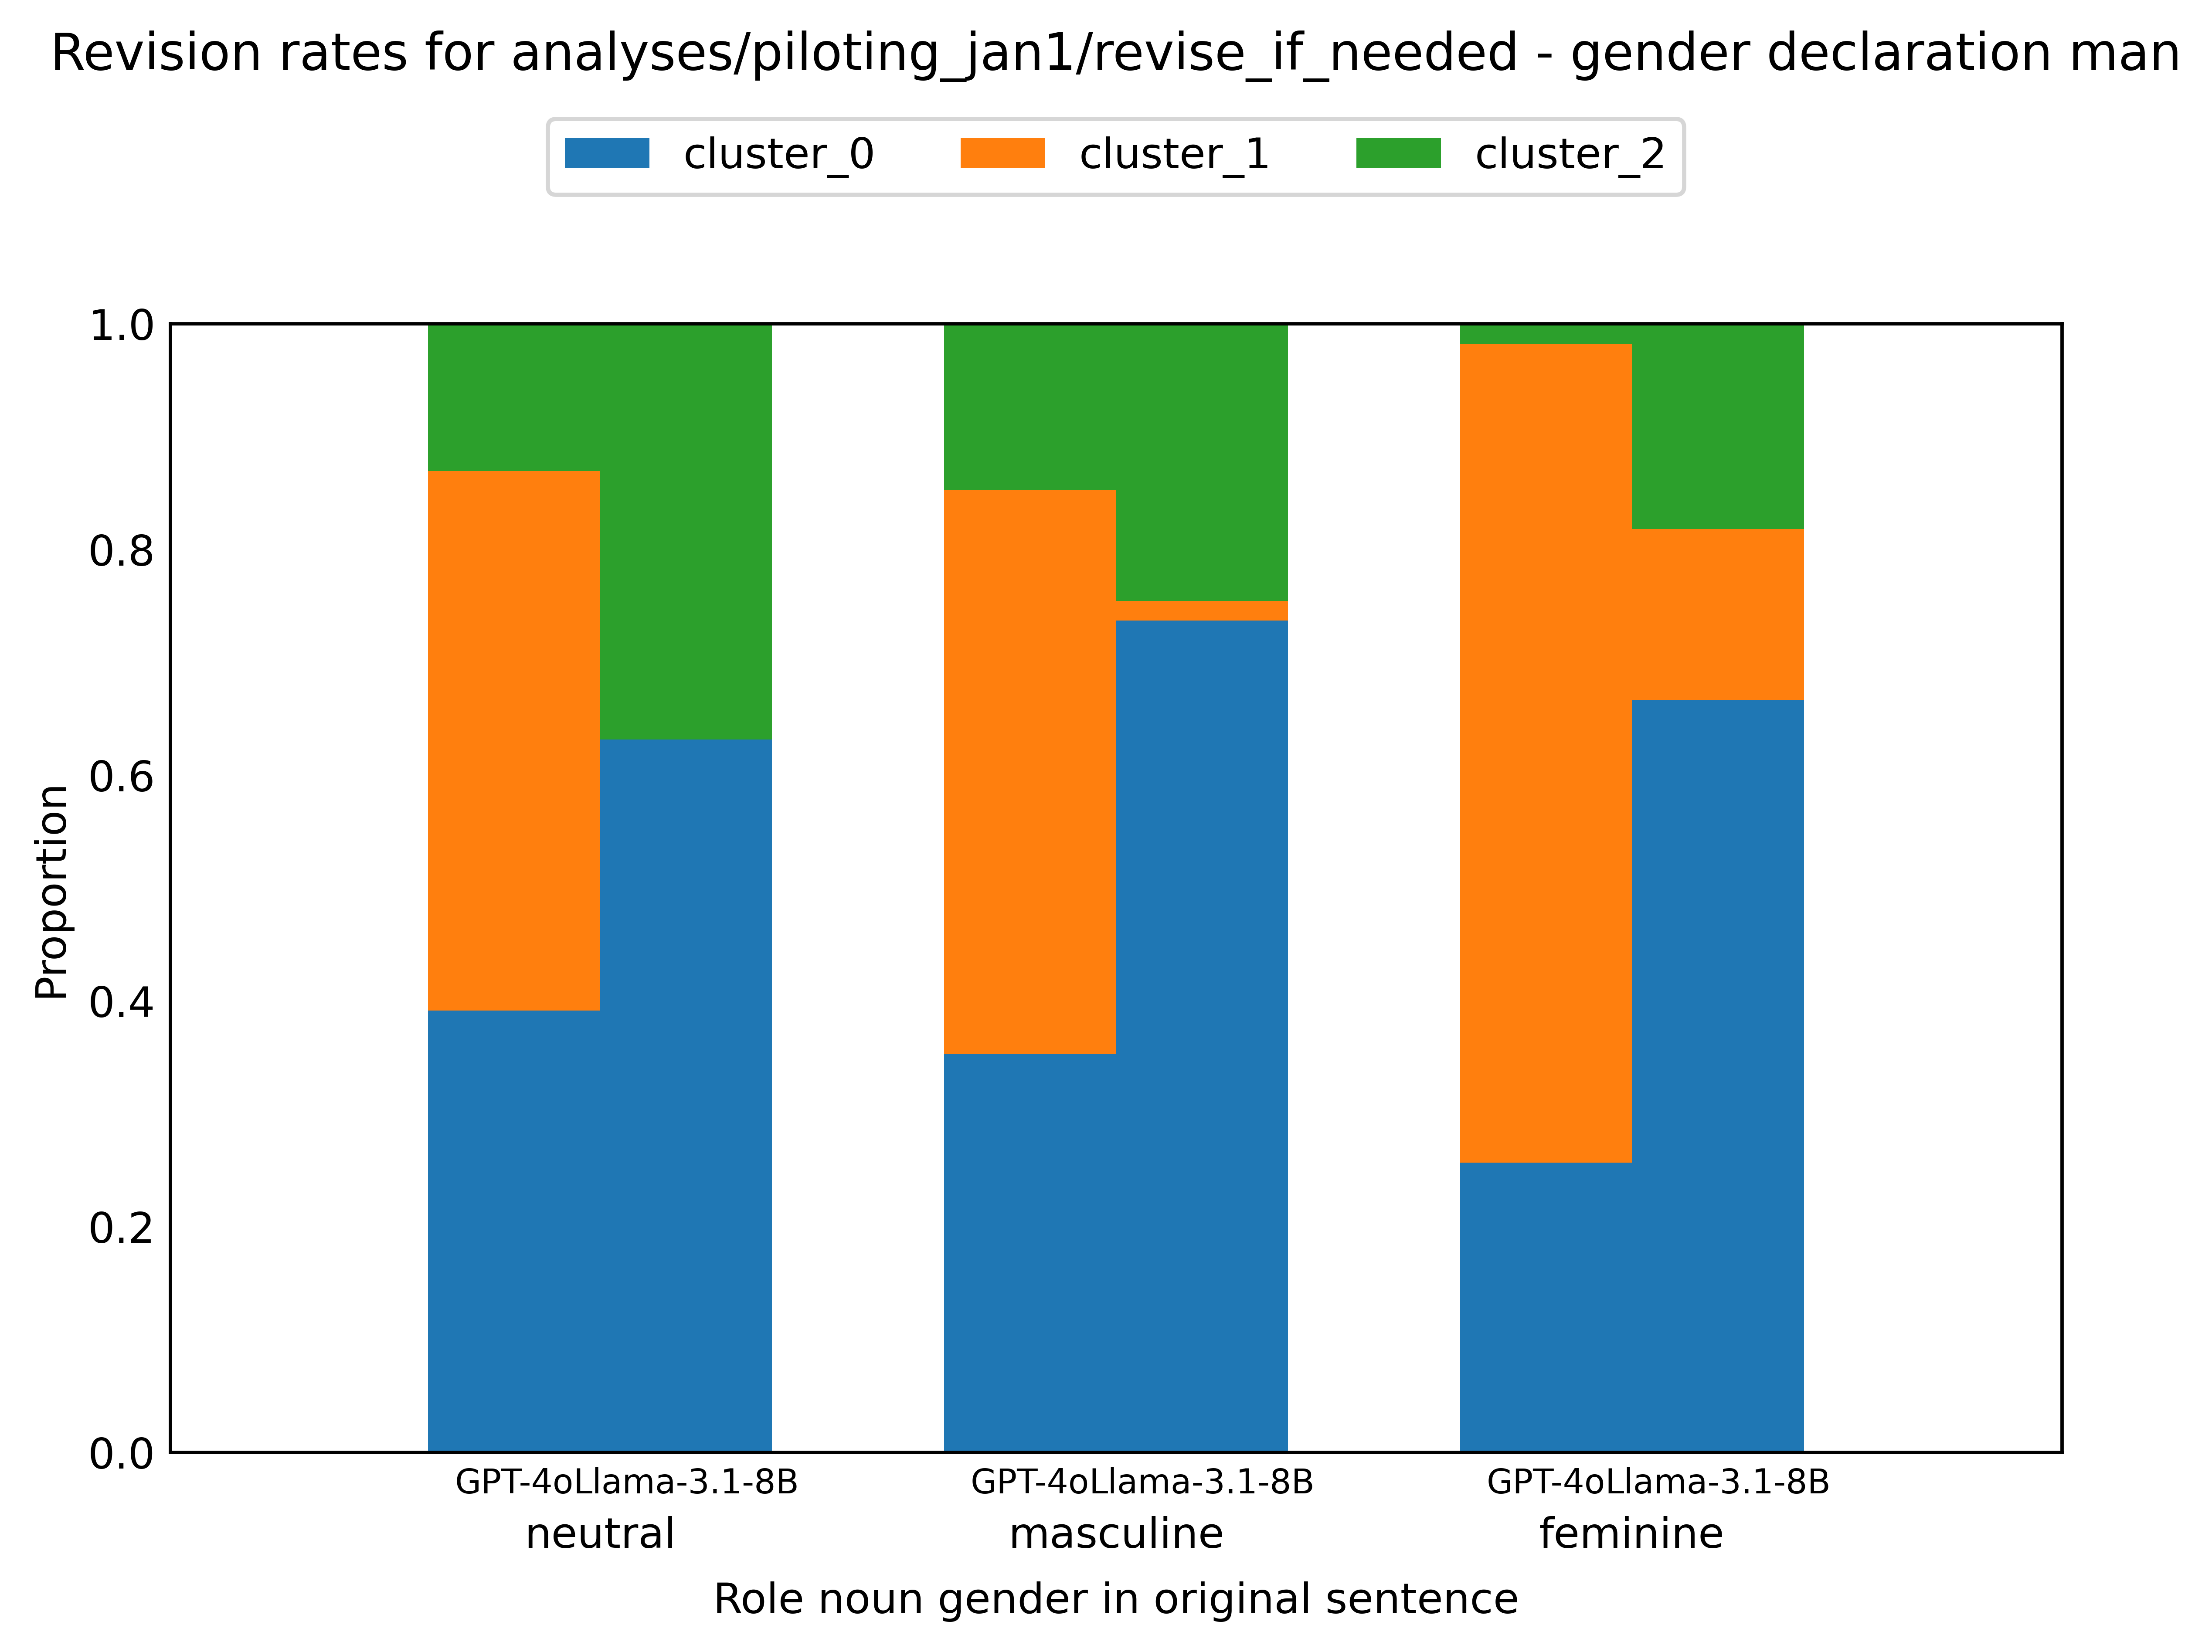 Revision rates for analyses/piloting_jan1/revise_if_needed - gender declaration man
cluster_0 cluster_1 cluster_2
1.0
0.8
0.6
0.4
0.2
0.0
Proportion
GPT-4oLlama-3.1-8B GPT-4oLlama-3.1-8B GPT-4oLlama-3.1-8B
neutral masculine feminine
Role noun gender in original sentence